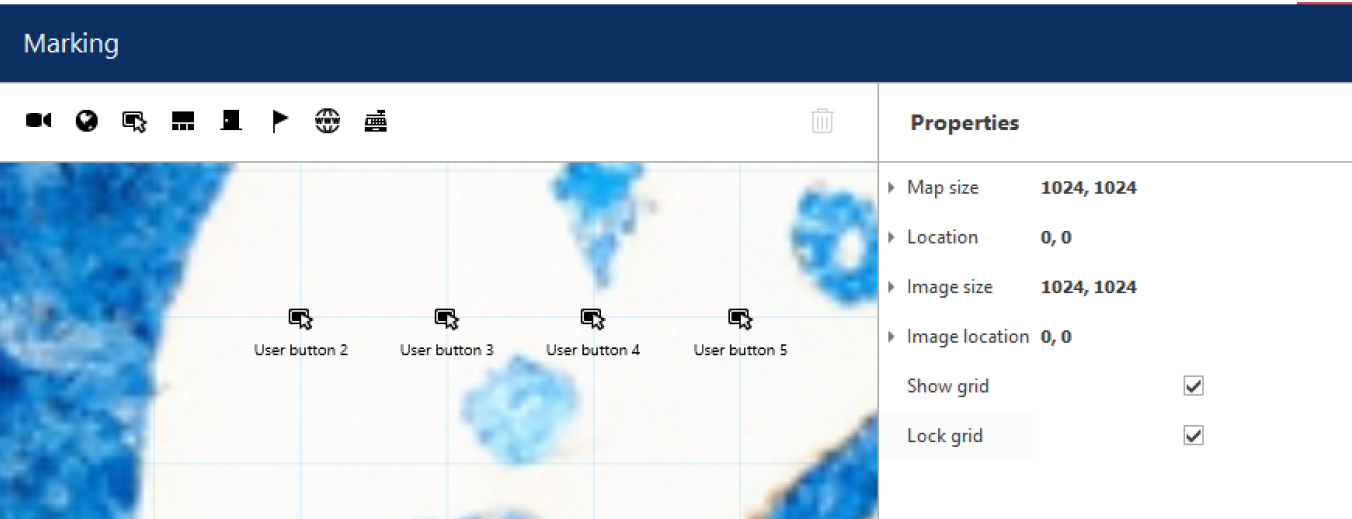 Marking
www
Properties
Map size 1024, 1024
Location 0, 0
Image size 1024, 1024
Image location 0, 0
Show grid
Lock grid
User button 2 User button 3 User button 4 User button 5